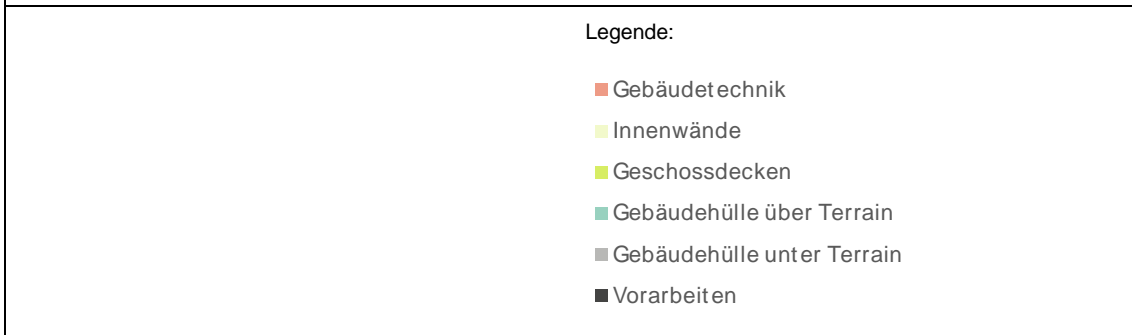 Legende:
Gebäudetechnik
Innenwände
Geschossdecken
Gebäudehülle über Terrain
Gebäudehülle unter Terrain
Vorarbeiten